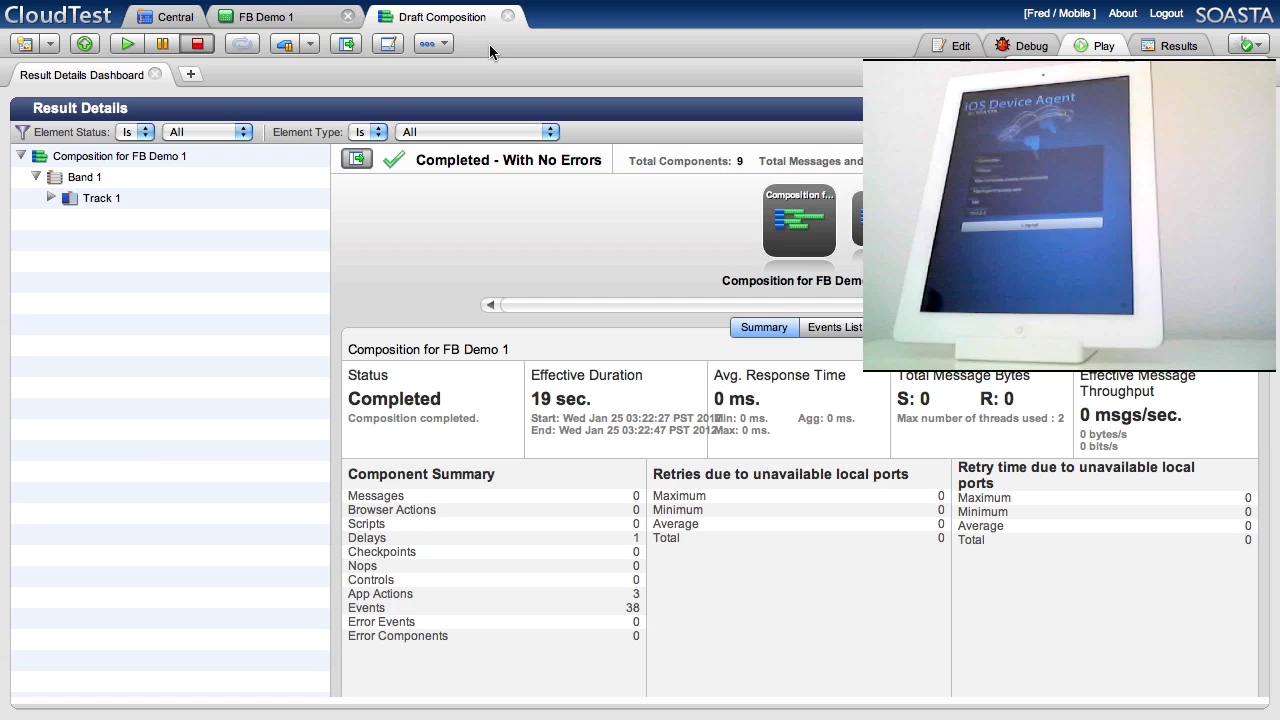 CloudTest
Central
FB Demo 1
Draft Composition
[Fred / Mobile ]
About
Logout
SOASTA
Edit
Debug
Play
Results
Result Details Dashboard
Result Details
Element Status:
Is
All
Element Type:
Is
All
Composition for FB Demo 1
Band 1
Track 1
Completed - With No Errors
Total Components: 9
Total Messages and
Composition f...
Composition for FB Dem
Summary
Events List
iOS Device Agent
Composition for FB Demo 1
Status
Completed
Composition completed.
Effective Duration
19 sec.
Start: Wed Jan 25 03:22:27 PST 201
End: Wed Jan 25 03:22:47 PST 201
Avg. Response Time
0 ms.
Min: 0 ms.
Agg: 0 ms.
Max: 0 ms.
Total Message Bytes
S: 0
R: 0
Max number of threads used : 2
Effective Message
Throughput
0 msgs/sec.
0 bytes/s
0 bits/s
Component Summary
Messages 0
Browser Actions 0
Scripts 0
Delays 1
Checkpoints 0
Nops 0
Controls 0
App Actions 3
Events 38
Error Events 0
Error Components 0
Retries due to unavailable local ports
Maximum 0
Minimum 0
Average 0
Total 0
Retry time due to unavailable local
ports
Maximum 0
Minimum 0
Average 0
Total 0